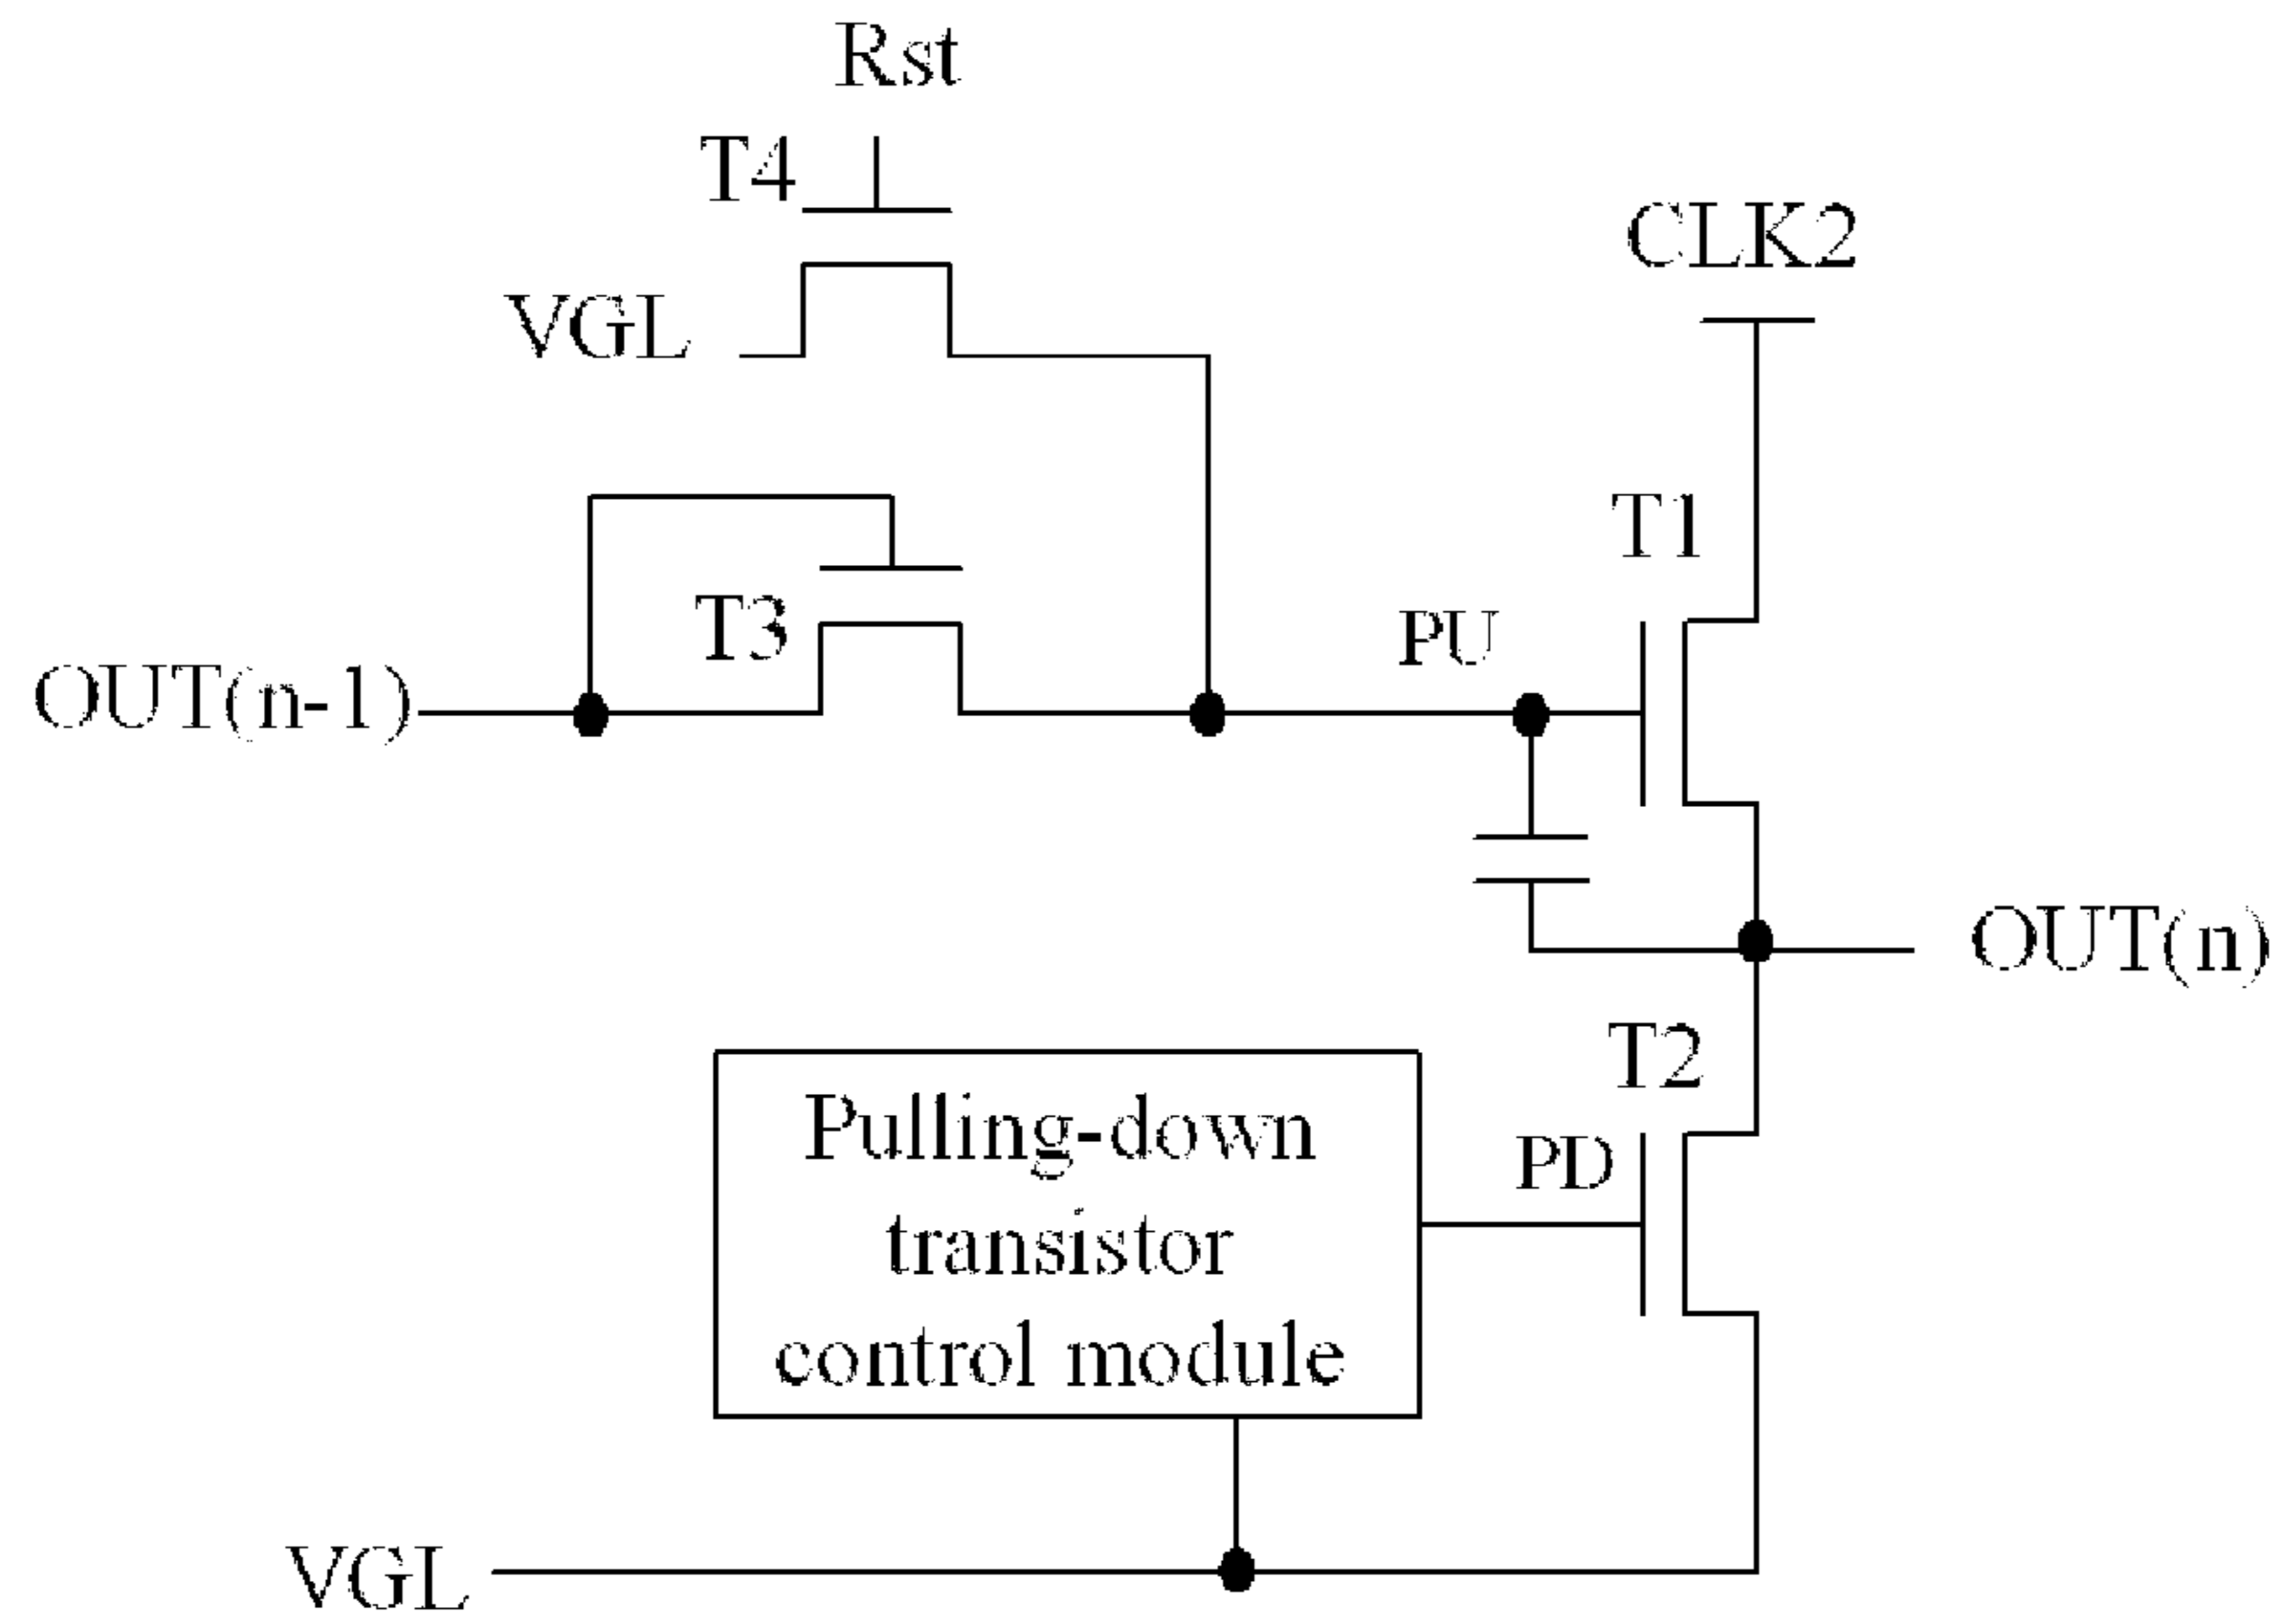 Rst
T4
CLK2
VGL
T1
T3
PU
OUT(n-1)
OUT(n)
T2
Pulling-down
PD
transistor
control module
VGL